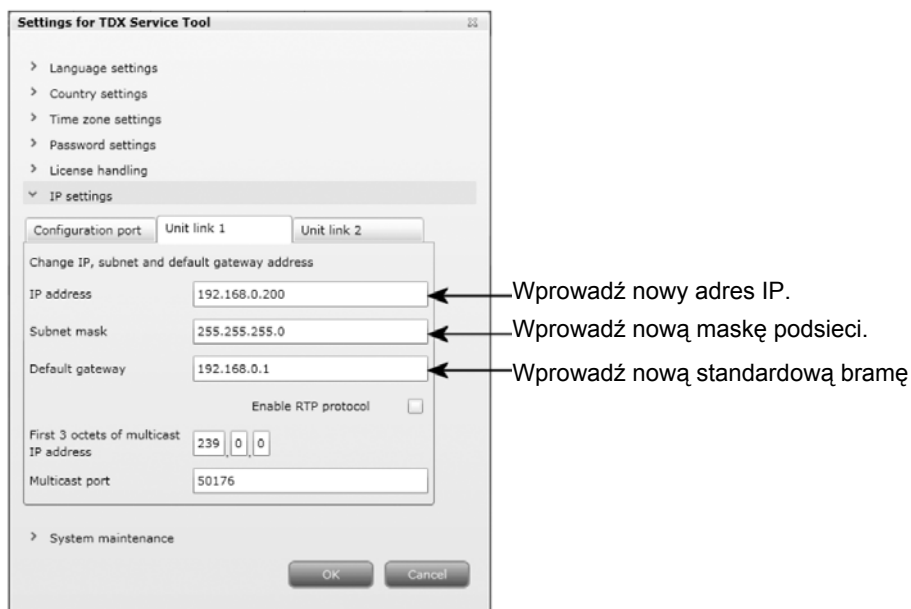 Settings for TDX Service Tool
Language settings
Country settings
Time zone settings
Password settings
License handling
IP settings
Configuration port Unit link 1 Unit link 2
Change IP, subnet and default gateway address
IP address 192.168.0.200 Wprowadź nowy adres IP.
Subnet mask 255.255.255.0 Wprowadź nową maskę podsieci.
Default gateway 192.168.0.1 Wprowadź nową standardową bramę
Enable RTP protocol
First 3 octets of multicast
IP address 239 . 0 . 0
Multicast port 50176
System maintenance
OK Cancel